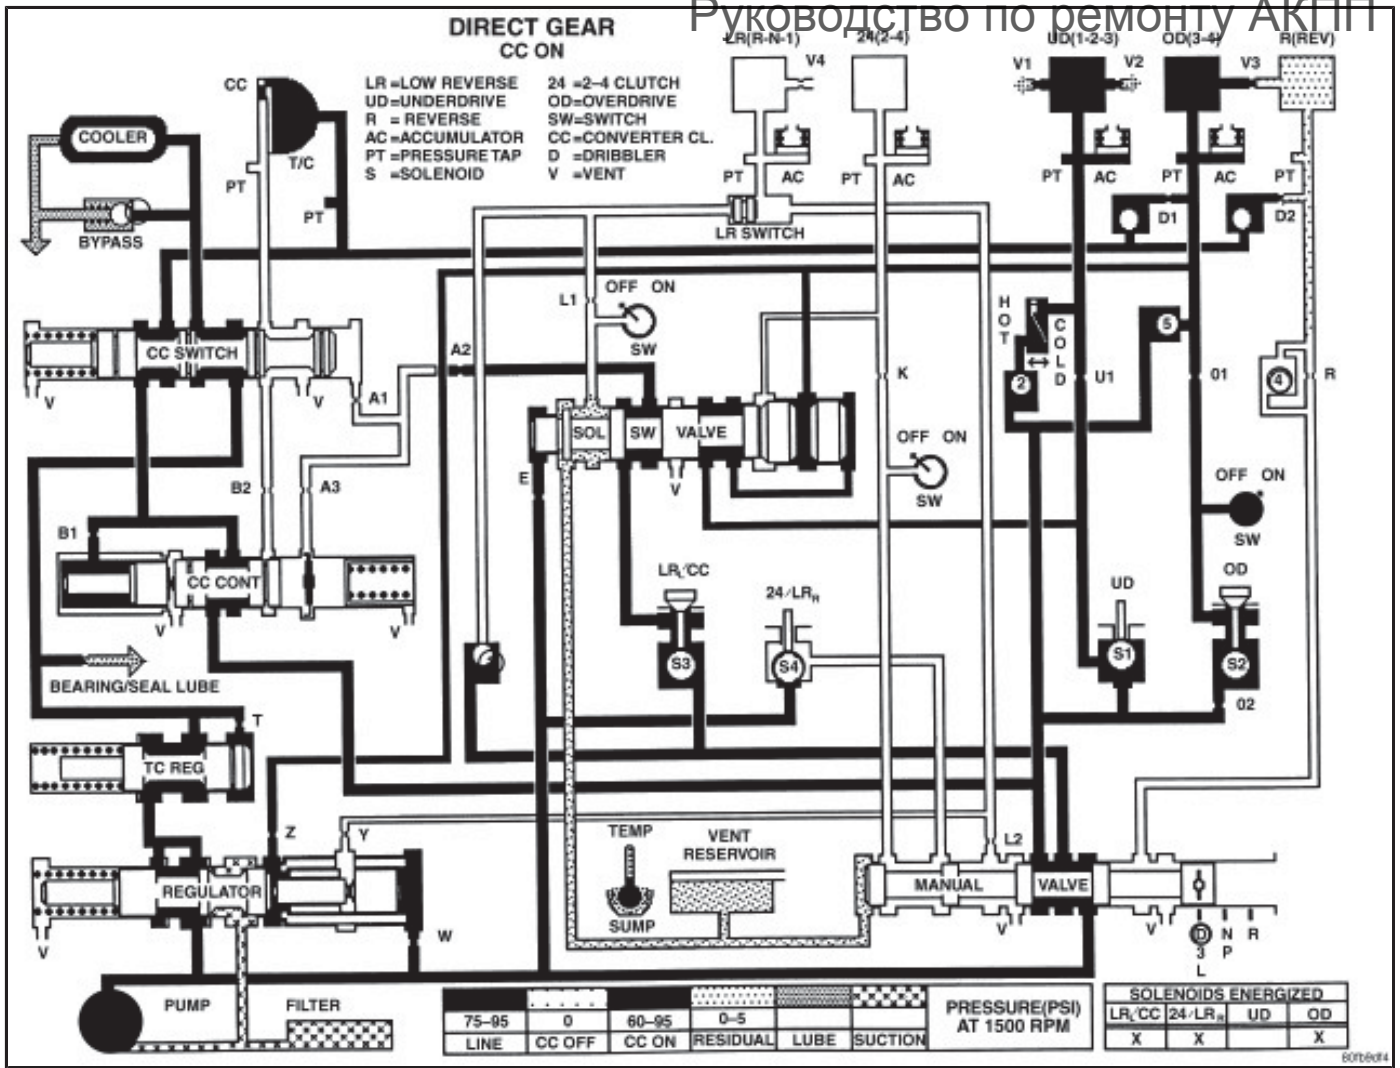 Руководство по ремонту АКПП
DIRECT GEAR
CC ON
LR =LOW REVERSE 24 =2–4 CLUTCH
UD=UNDERDRIVE OD=OVERDRIVE
R = REVERSE SW=SWITCH
AC=ACCUMULATOR CC=CONVERTER CL.
PT =PRESSURE TAP D =DRIBBLER
S =SOLENOID V =VENT
LR(R-N-1) 24(2-4) UD(1-2-3) OD(3-4) R(REV)
V4 V1 V2 V3
CC
COOLER
T/C
PT
PT
BYPASS
PT AC PT AC PT AC PT AC PT
D1 D2
LR SWITCH
L1
OFF ON
SW
HOT
COLD
5
2
4
CC SWITCH
A2
K U1 01 R
V V A1
SOL SW VALVE
OFF ON
SW
E
V
B2 A3
OFF ON
SW
B1
CC CONT
V V
LRL/CC
24/LRR
UD
OD
S3 S4 S1 S2
BEARING/SEAL LUBE
02
T
TC REG
Z Y
TEMP
SUMP
VENT
RESERVOIR
L2
REGULATOR
MANUAL VALVE
V
W
V V
D N R
3 P
L
PUMP FILTER
75–95 0 60–95 0–5
LINE CC OFF CC ON RESIDUAL LUBE SUCTION
PRESSURE(PSI)
AT 1500 RPM
SOLENOIDS ENERGIZED
LRL/CC 24/LRR UD OD
X X X
80fb9df4